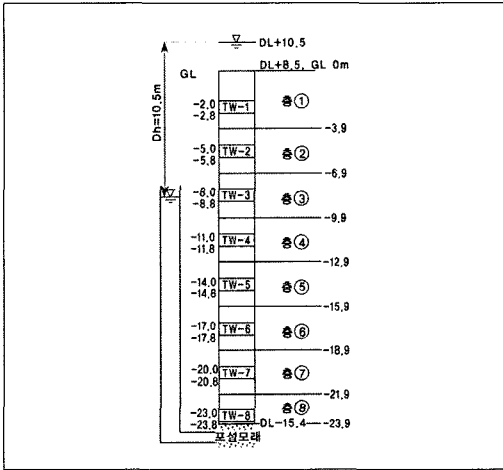 DL+10.5
DL+8.5, GL 0m
GL
Dh=10.5m
-2.0 TW-1 층①
-2.8
-3.9
-5.0 TW-2 층②
-5.8
-6.9
-8.0 TW-3 층③
-8.8
-9.9
-11.0 TW-4 층④
-11.8
-12.9
-14.0 TW-5 층⑤
-14.8
-15.9
-17.0 TW-6 층⑥
-17.8
-18.9
-20.0 TW-7 층⑦
-20.8
-21.9
-23.0 TW-8 층⑧
-23.8 DL-15.4 -23.9
포설모래